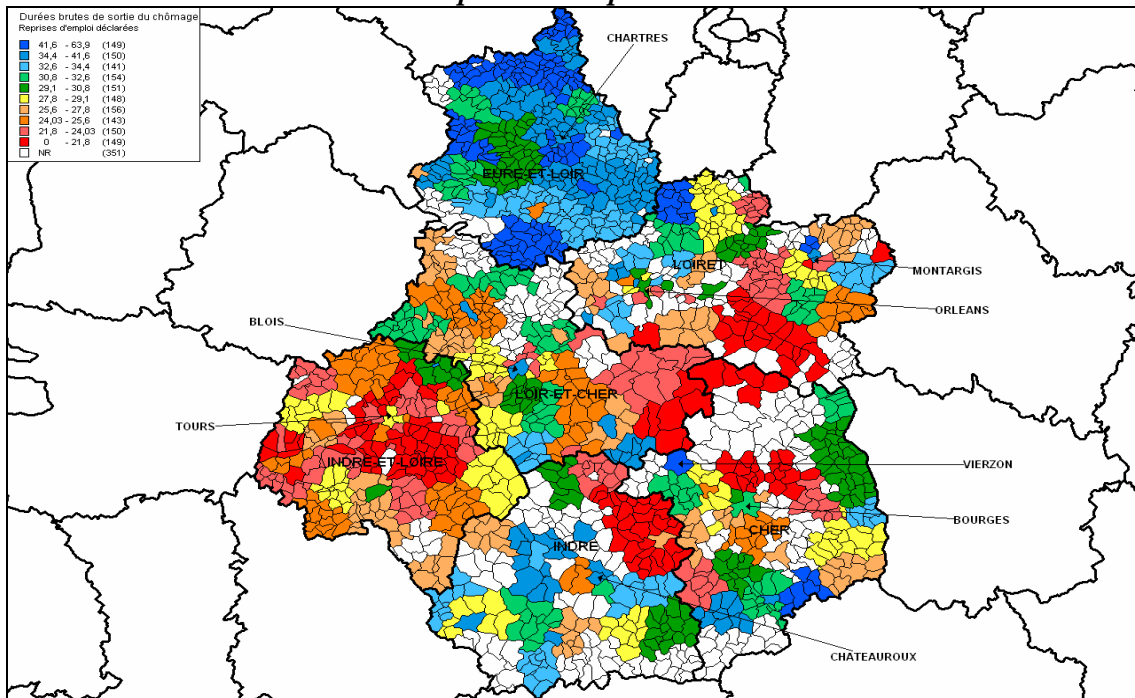 Durées brutes de sortie du chômage
Reprises d'emploi déclarées
41,6 - 63,9 (149)
34,4 - 41,6 (150)
32,6 - 34,4 (141)
30,8 - 32,6 (154)
29,1 - 30,8 (151)
27,8 - 29,1 (148)
25,6 - 27,8 (156)
24,03 - 25,6 (143)
21,8 - 24,03 (150)
0 - 21,8 (149)
NR (351)
CHARTRES
EURE-ET-LOIR
LOIRET
MONTARGIS
ORLEANS
BLOIS
LOIR-ET-CHER
TOURS
INDRE-ET-LOIRE
VIERZON
BOURGES
CHER
INDRE
CHÂTEAUROUX